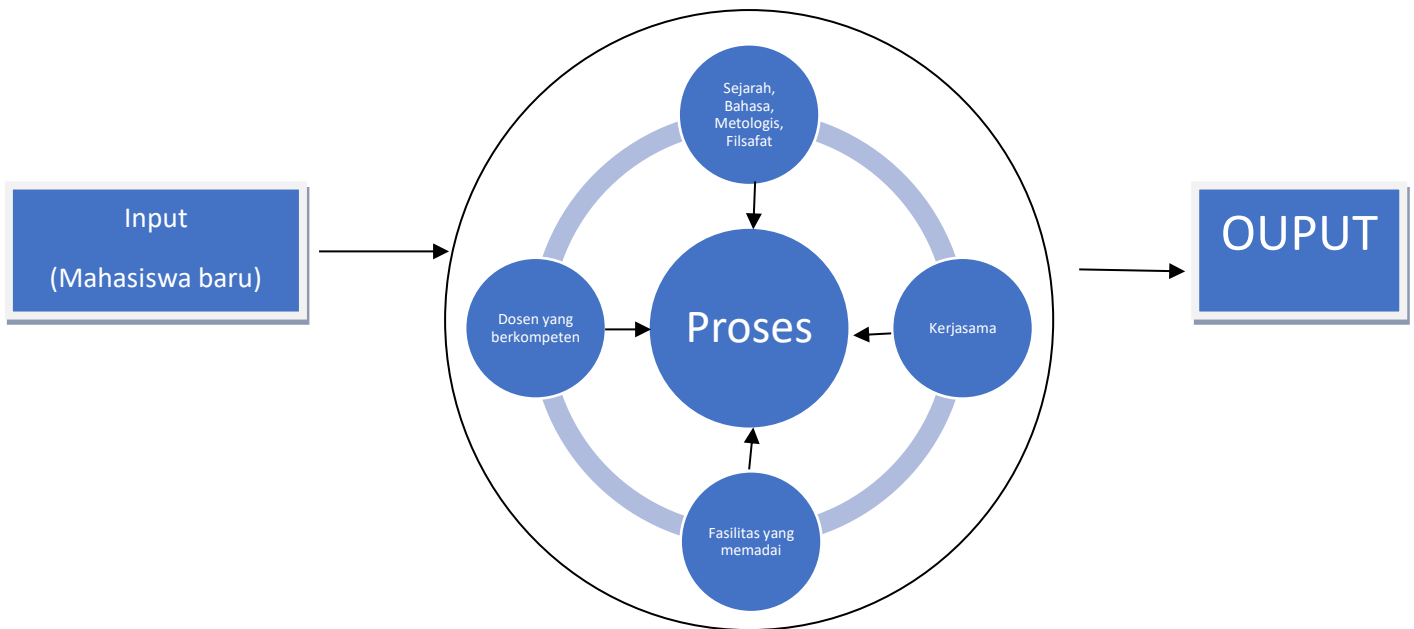 Sejarah,
Bahasa,
Metologis,
Filsafat
Input
(Mahasiswa baru)
OUPUT
Dosen yang
berkompeten
Proses
Kerjasama
Fasilitas yang
memadai